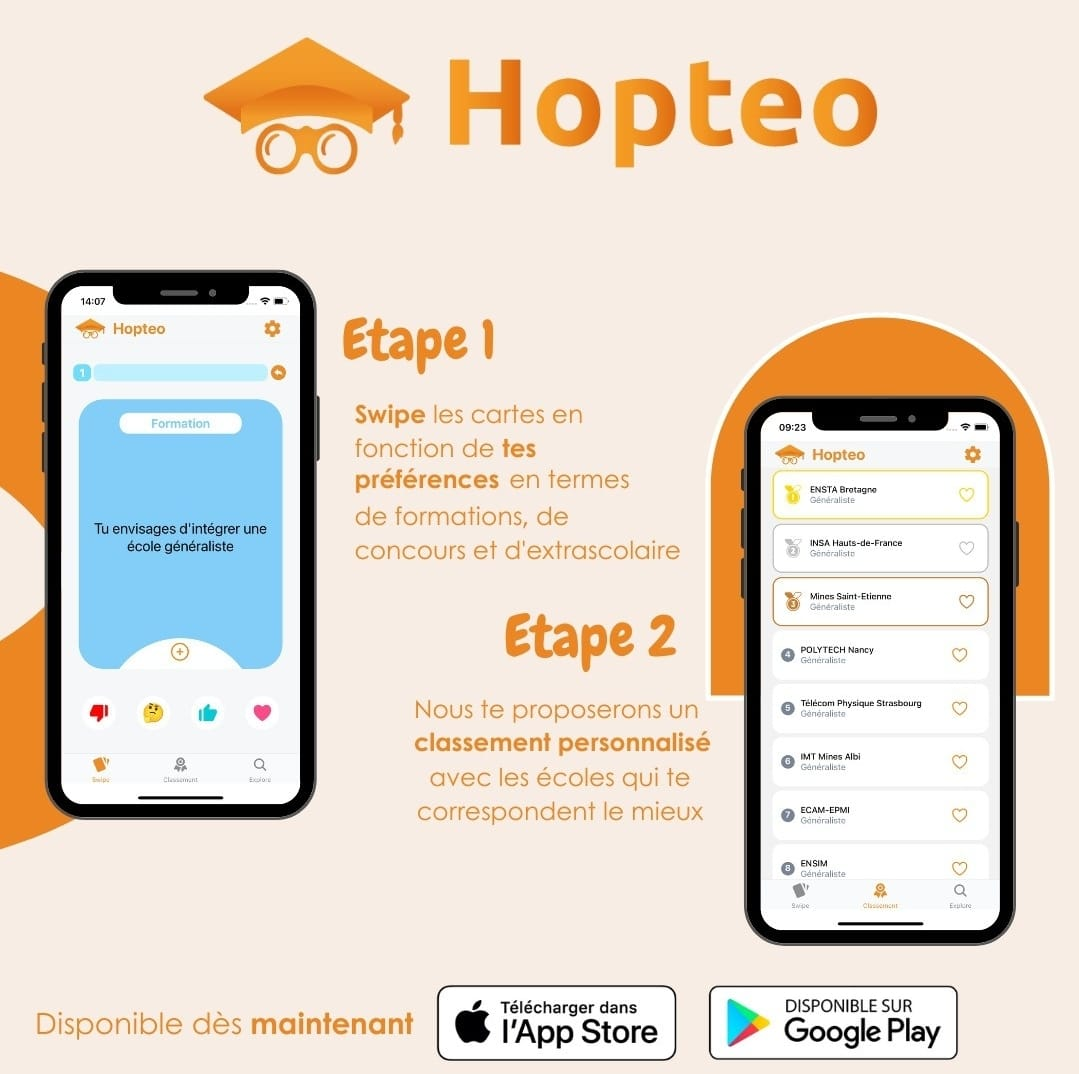 Hopteo
14:07
Hopteo
1
Formation
Tu envisages d'intégrer une
école généraliste
Swipe
Classement
Explore
Etape 1
Swipe les cartes en
fonction de tes
préférences en termes
de formations, de
concours et d'extrascolaire
Etape 2
Nous te proposerons un
classement personnalisé
avec les écoles qui te
correspondent le mieux
09:23
Hopteo
1
ENSTA Bretagne
Généraliste
2
INSA Hauts-de-France
Généraliste
3
Mines Saint-Etienne
Généraliste
4
POLYTECH Nancy
Généraliste
5
Télécom Physique Strasbourg
Généraliste
6
IMT Mines Albi
Généraliste
7
ECAM-EPMI
Généraliste
8
ENSIM
Généraliste
Swipe
Classement
Explore
Disponible dès maintenant
Télécharger dans
l'App Store
DISPONIBLE SUR
Google Play